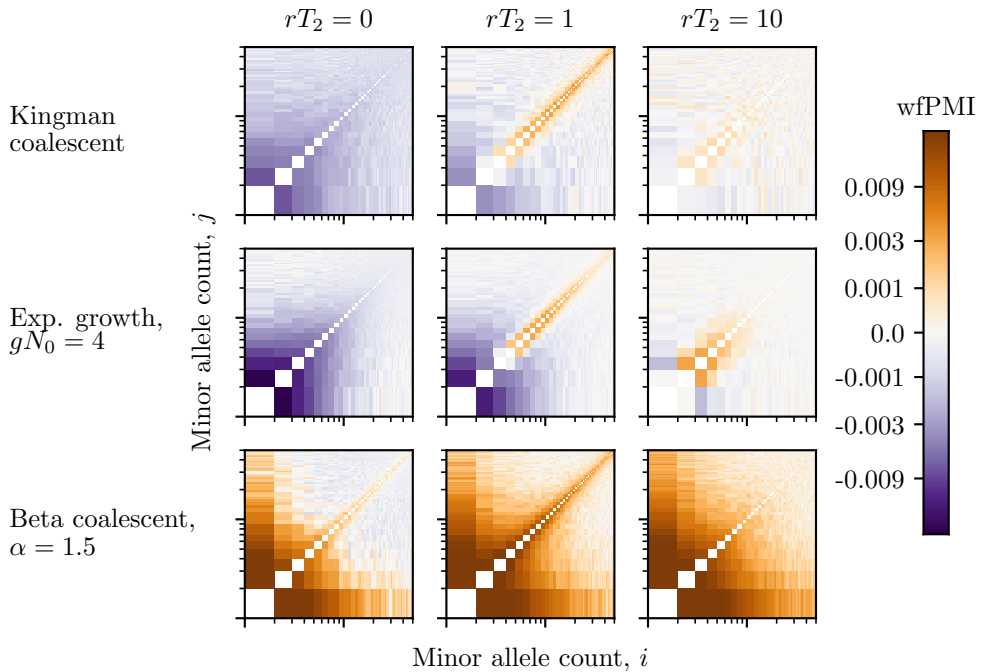 rT₂ = 0
rT₂ = 1
rT₂ = 10
Kingman
coalescent
Exp. growth,
gN₀ = 4
Beta coalescent,
α = 1.5
Minor allele count, j
Minor allele count, i
wfPMI
0.009
0.003
0.001
0.0
-0.001
-0.003
-0.009